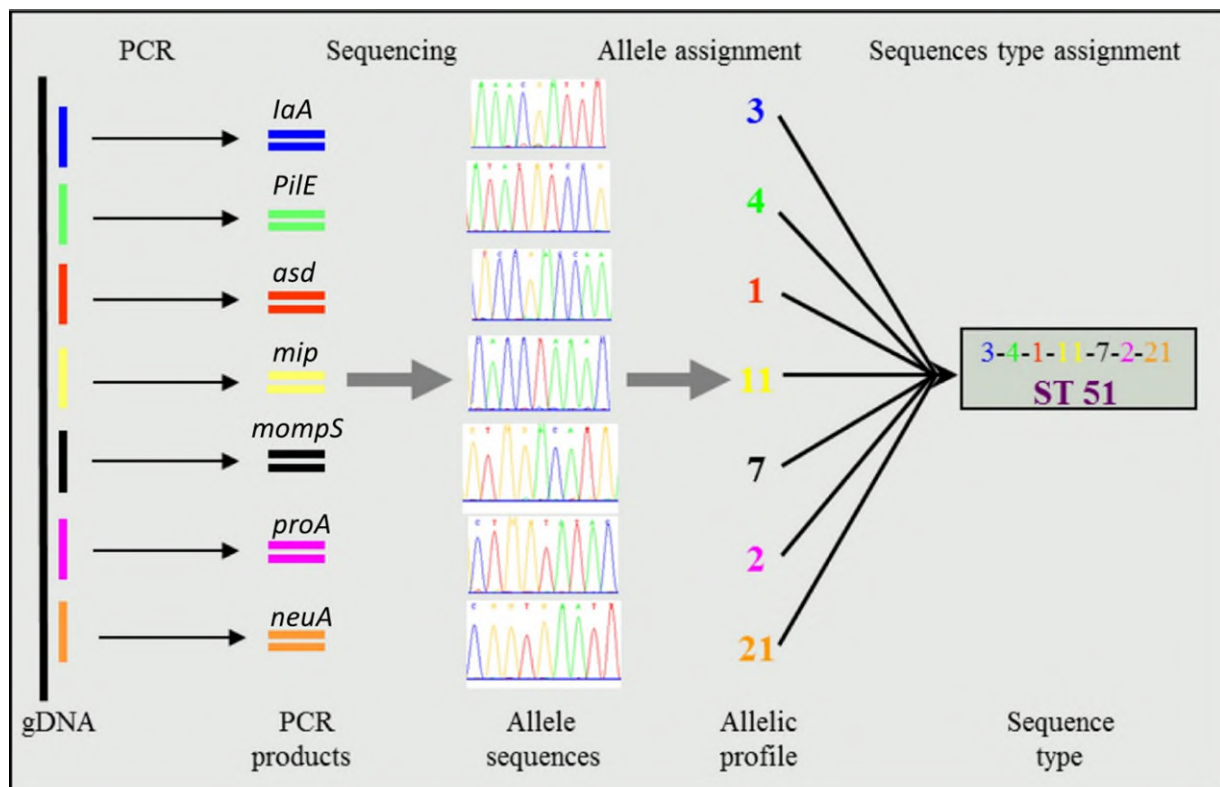 PCR Sequencing Allele assignment Sequences type assignment
laA
3
PilE
4
asd
1
mip
11
3-4-1-11-7-2-21
ST 51
mompS
7
proA
2
neuA
21
gDNA PCR products Allele sequences Allelic profile Sequence type